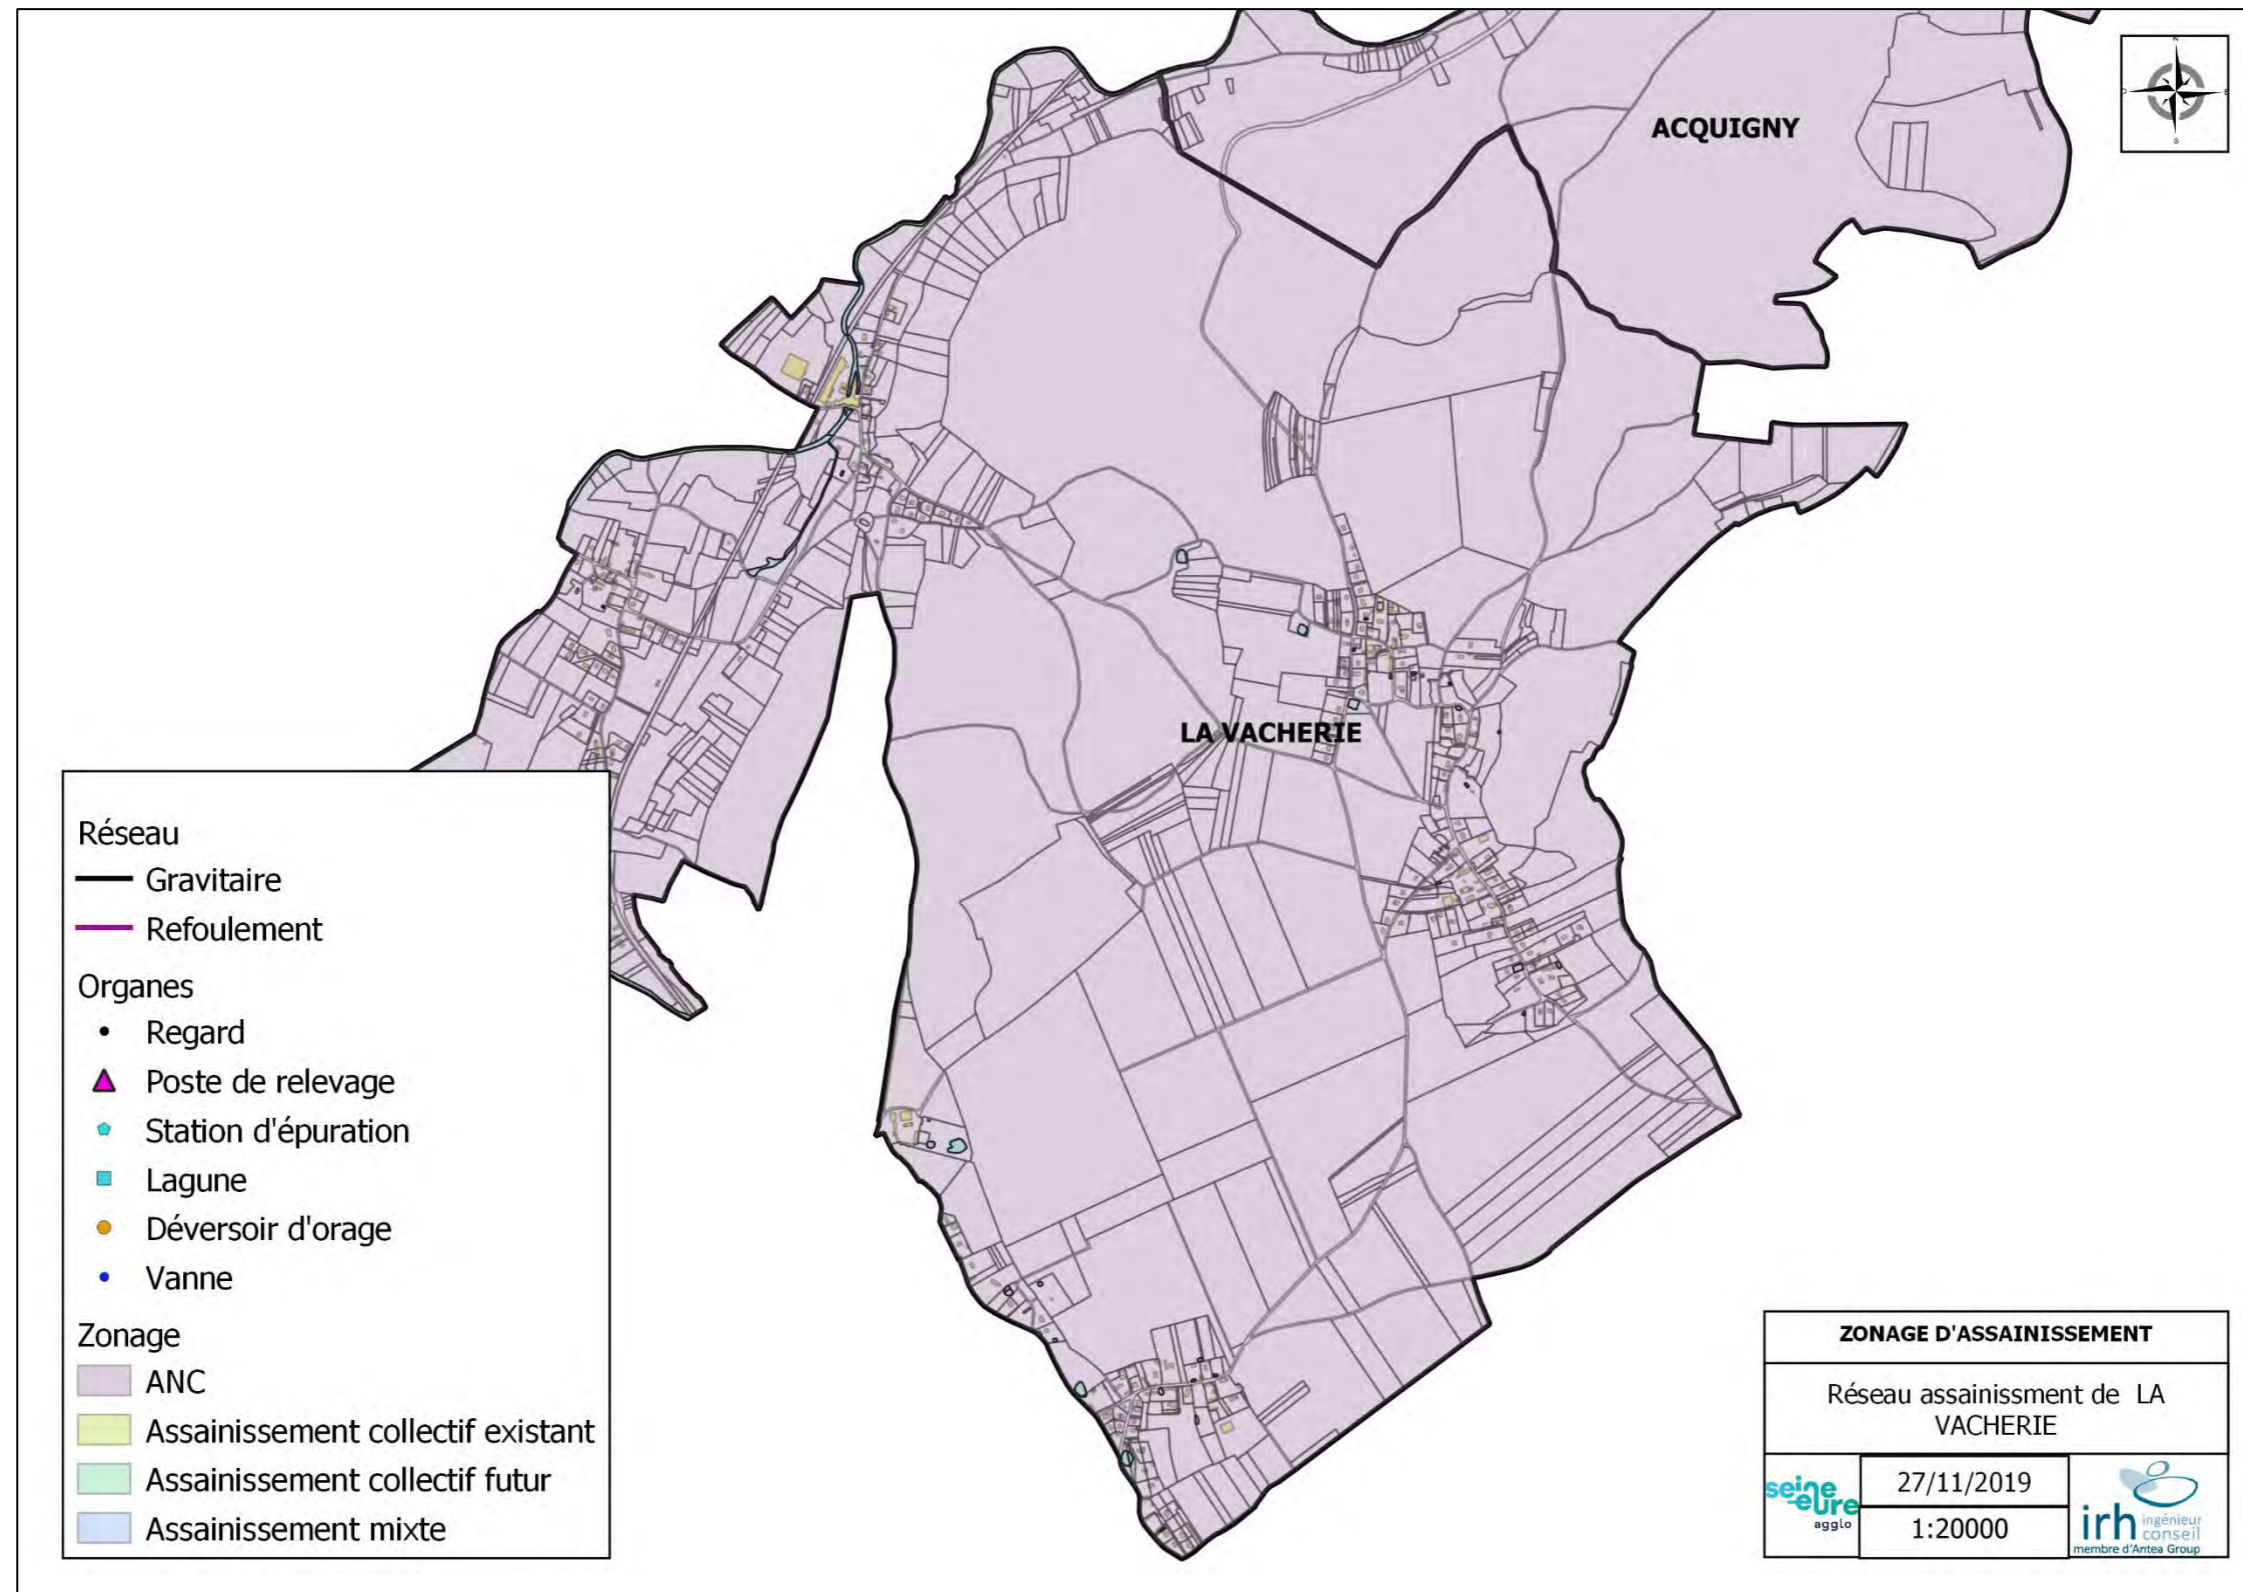 N
O
E
S
ACQUIGNY
LA VACHERIE
Réseau
Gravitaire
Refoulement
Organes
Regard
Poste de relevage
Station d'épuration
Lagune
Déversoir d'orage
Vanne
Zonage
ANC
Assainissement collectif existant
Assainissement collectif futur
Assainissement mixte
ZONAGE D'ASSAINISSEMENT
Réseau assainissment de LA
VACHERIE
seine
-eure
agglo
27/11/2019
1:20000
irh ingénieur
conseil
membre d'Antea Group